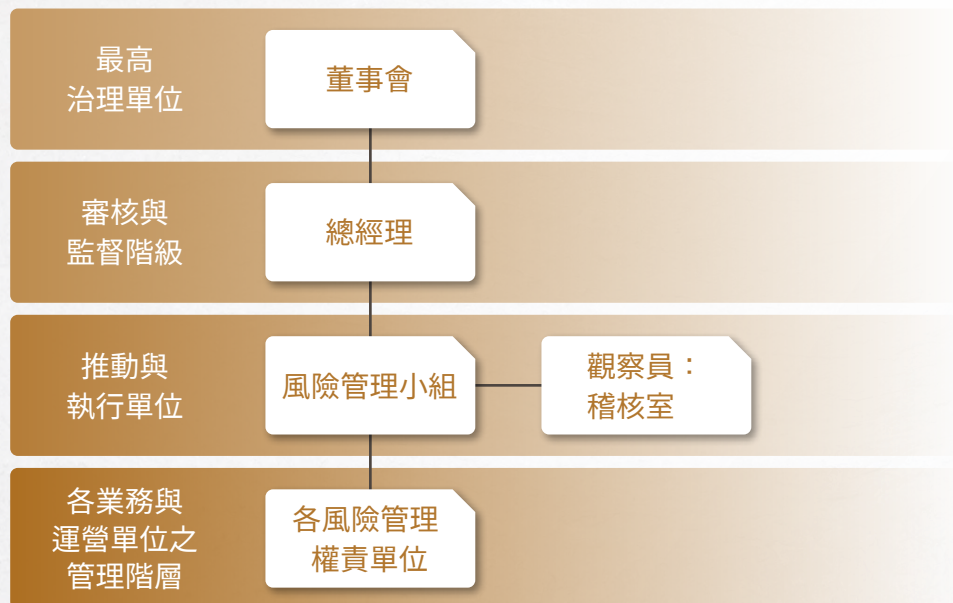 最高
治理單位
董事會
審核與
監督階級
總經理
推動與
執行單位
風險管理小組
觀察員：
稽核室
各業務與
運營單位之
管理階層
各風險管理
權責單位